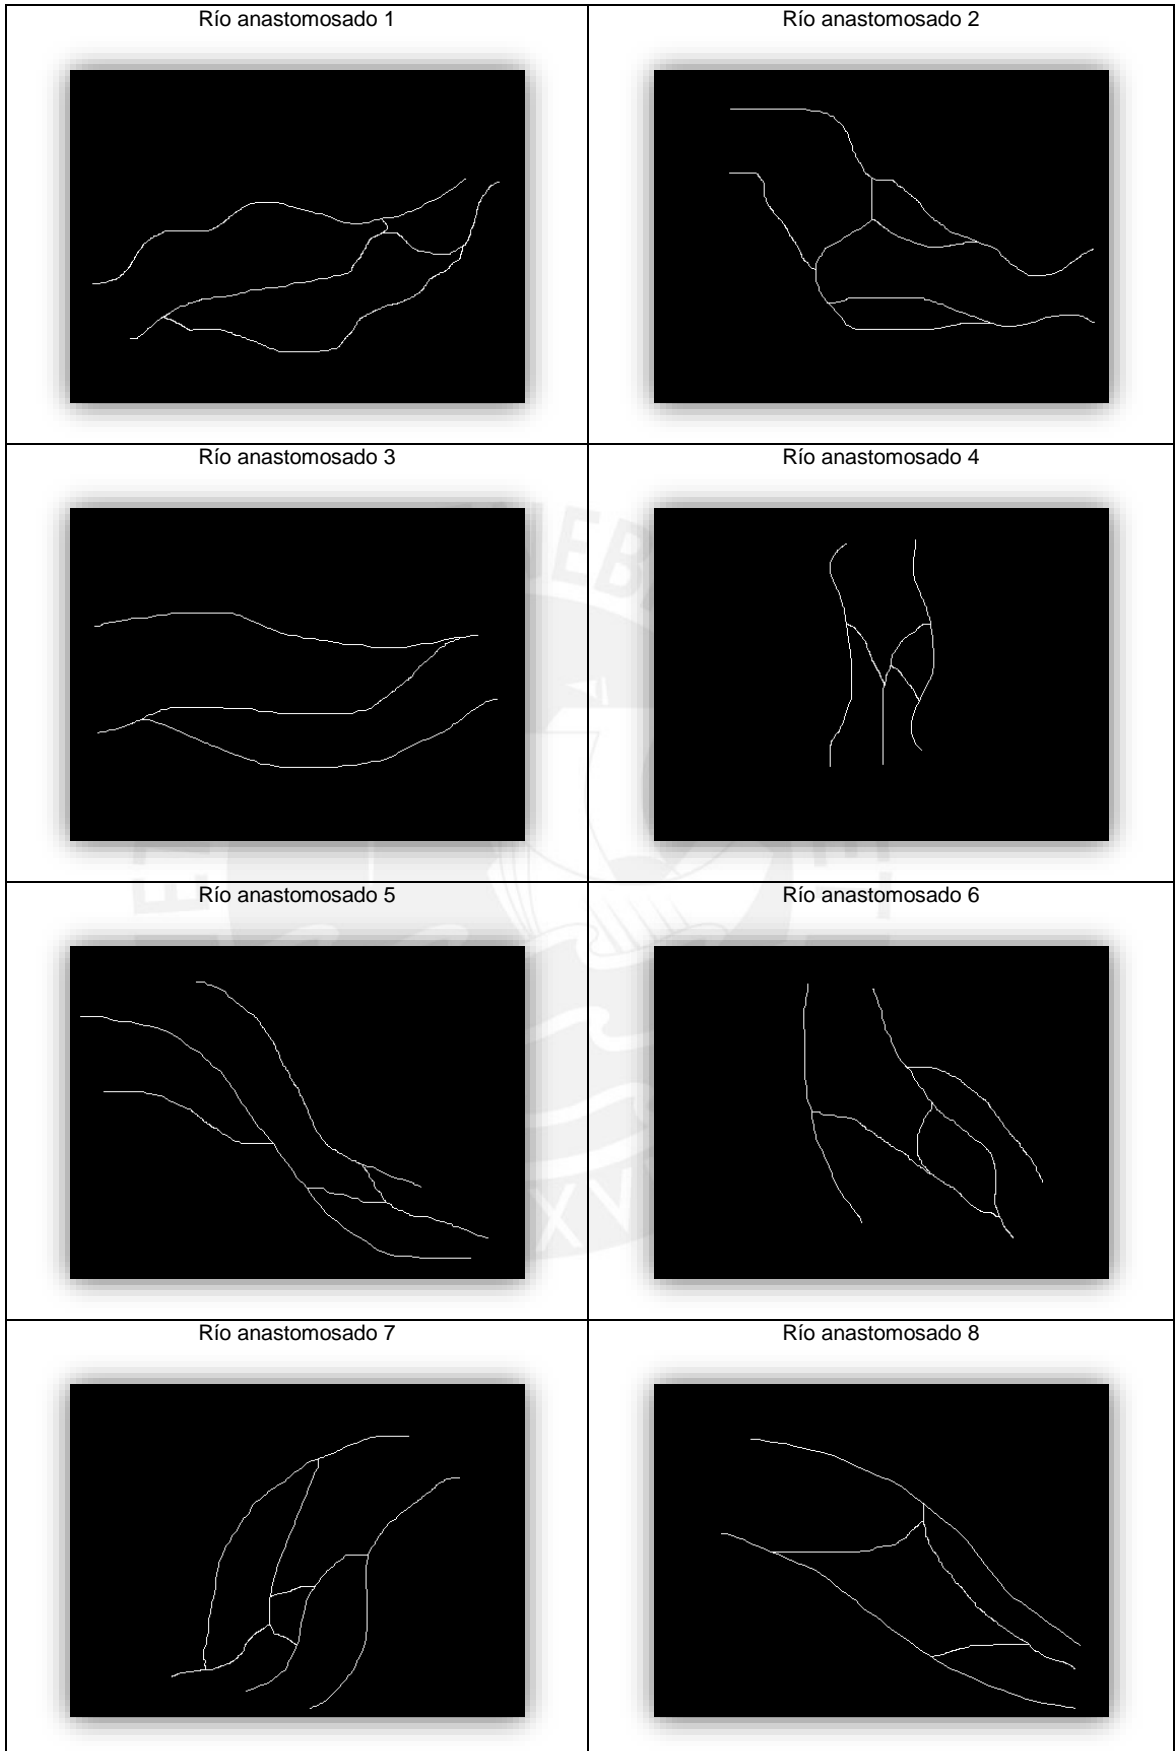 Río anastomosado 1
Río anastomosado 2
Río anastomosado 3
Río anastomosado 4
Río anastomosado 5
Río anastomosado 6
Río anastomosado 7
Río anastomosado 8